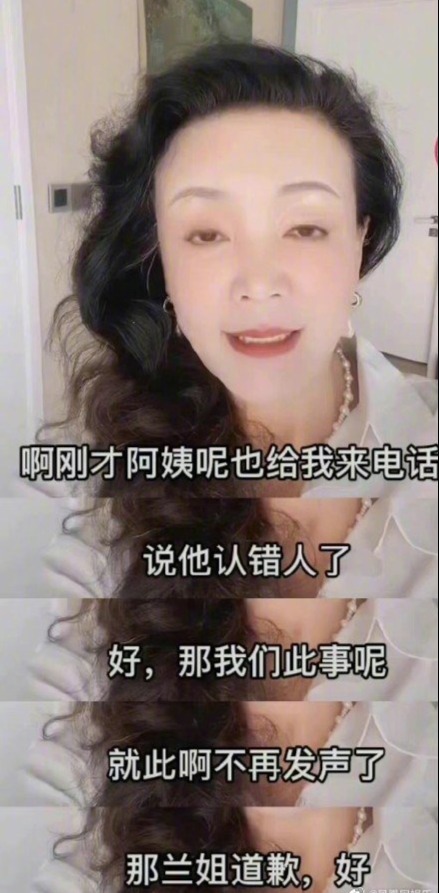 啊刚才阿姨呢也给我来电话
说他认错人了
好，那我们此事呢
就此啊不再发声了
那兰姐道歉，好